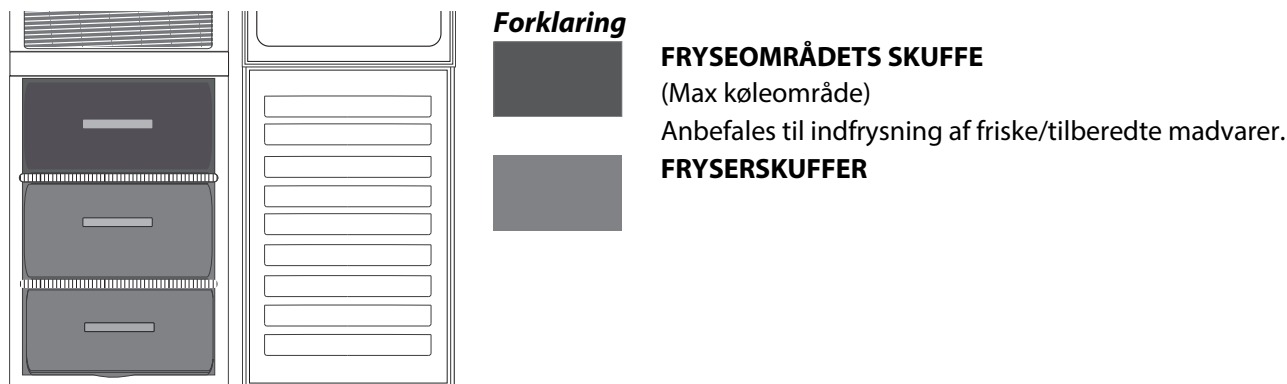 Forklaring
FRYSEOMRÅDETS SKUFFE
(Max køleområde)
Anbefales til indfrysning af friske/tilberedte madvarer.
FRYSERSKUFFER